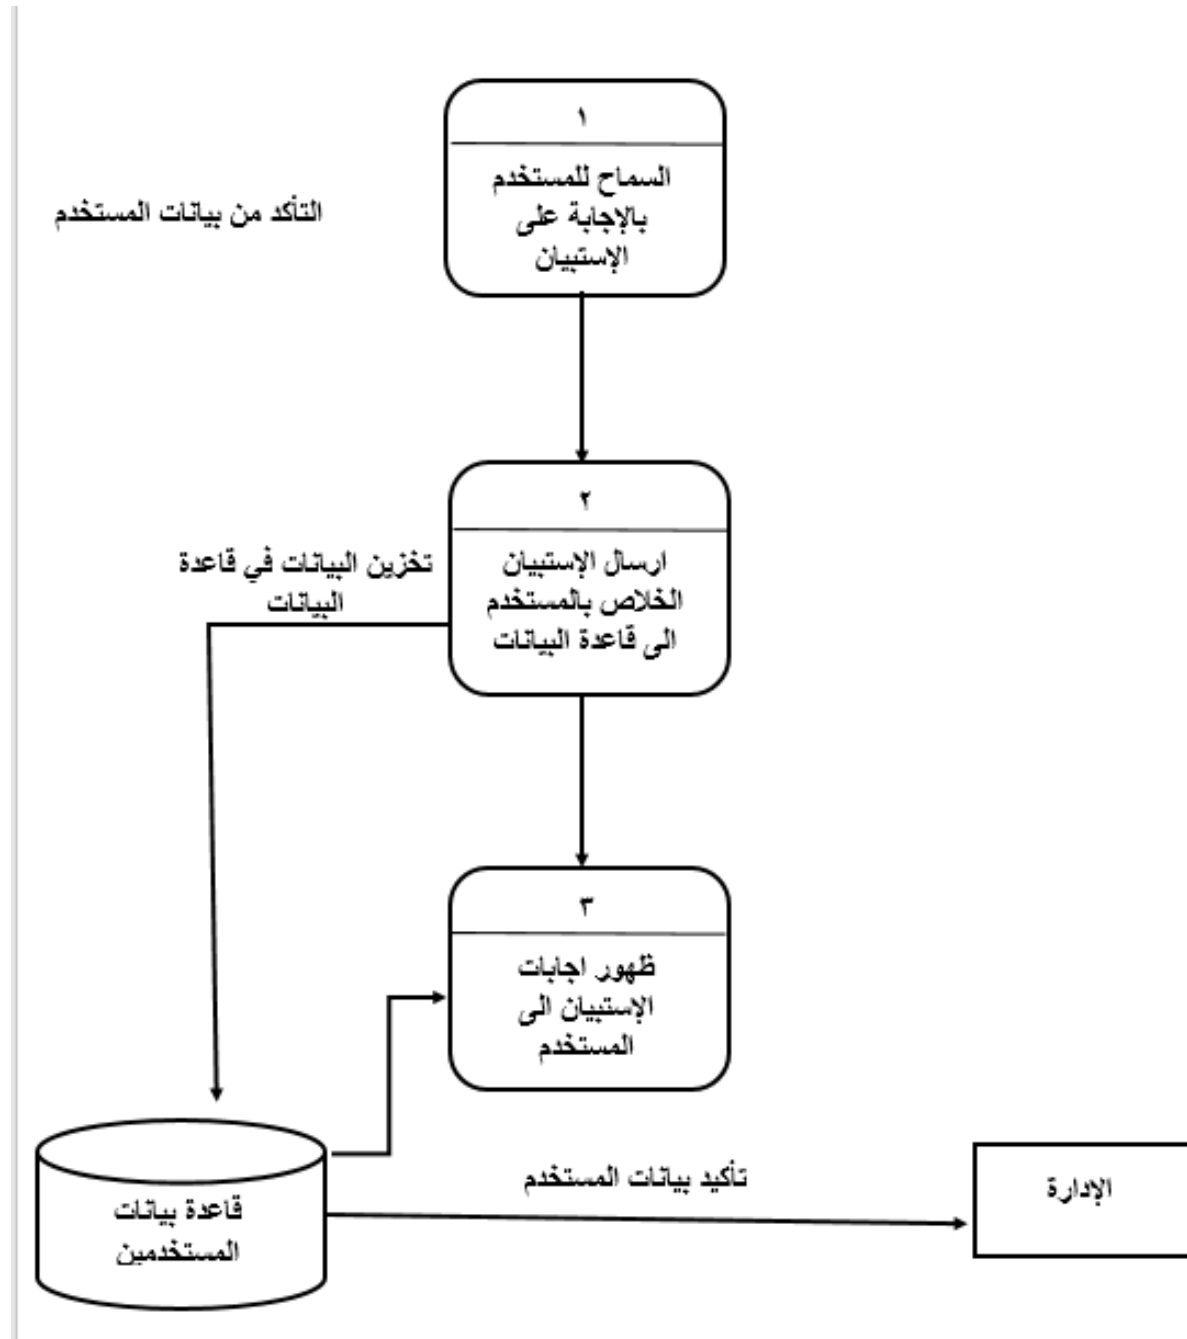 ١
السماح للمستخدم
بالإجابة على
الإستبيان
التأكد من بيانات المستخدم
٢
ارسال الإستبيان
الخلاص بالمستخدم
الى قاعدة البيانات
تخزين البيانات في قاعدة
البيانات
٣
ظهور اجابات
الإستبيان الى
المستخدم
تأكيد بيانات المستخدم
الإدارة
قاعدة بيانات
المستخدمين